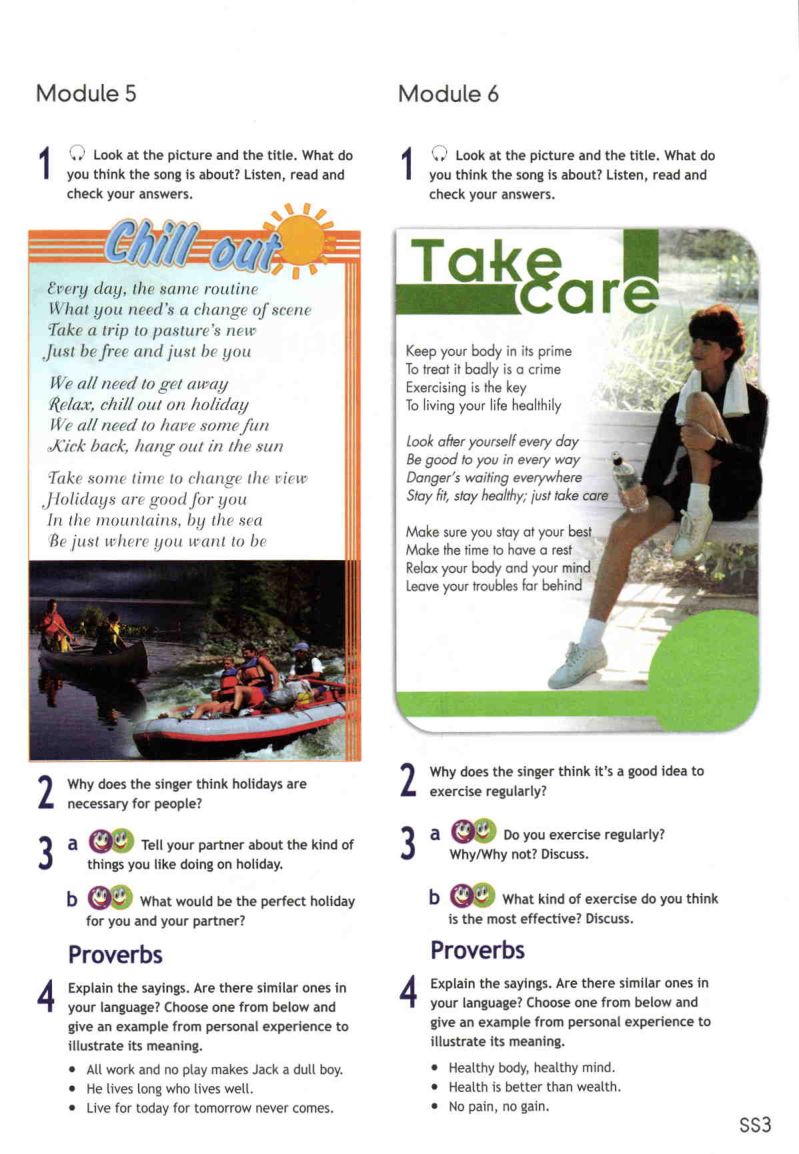 Module 5
1 Look at the picture and the title. What do
you think the song is about? Listen, read and
check your answers.
Chill out
Every day, the same routine
What you need's a change of scene
Take a trip to pasture's new
Just be free and just be you
We all need to get away
Relax, chill out on holiday
We all need to have some fun
Kick back, hang out in the sun
Take some time to change the view
Holidays are good for you
In the mountains, by the sea
Be just where you want to be
2 Why does the singer think holidays are
necessary for people?
3 a Tell your partner about the kind of
things you like doing on holiday.
b What would be the perfect holiday
for you and your partner?
Proverbs
4 Explain the sayings. Are there similar ones in
your language? Choose one from below and
give an example from personal experience to
illustrate its meaning.
• All work and no play makes Jack a dull boy.
• He lives long who lives well.
• Live for today for tomorrow never comes.
Module 6
1 Look at the picture and the title. What do
you think the song is about? Listen, read and
check your answers.
Take
care
Keep your body in its prime
To treat it badly is a crime
Exercising is the key
To living your life healthily
Look after yourself every day
Be good to you in every way
Danger's waiting everywhere
Stay fit, stay healthy; just take care
Make sure you stay at your best
Make the time to have a rest
Relax your body and your mind
Leave your troubles far behind
2 Why does the singer think it's a good idea to
exercise regularly?
3 a Do you exercise regularly?
Why/Why not? Discuss.
b What kind of exercise do you think
is the most effective? Discuss.
Proverbs
4 Explain the sayings. Are there similar ones in
your language? Choose one from below and
give an example from personal experience to
illustrate its meaning.
• Healthy body, healthy mind.
• Health is better than wealth.
• No pain, no gain.
SS3